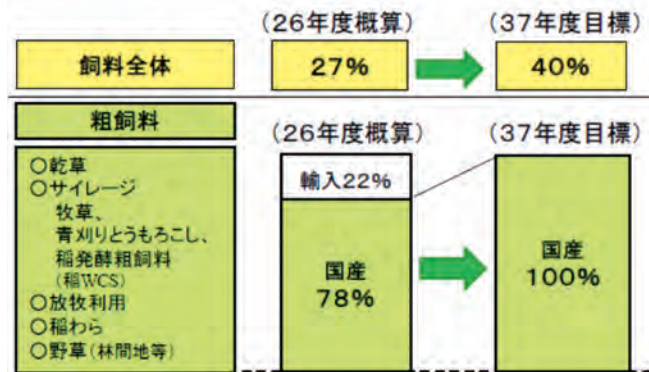 (26年度概算)
(37年度目標)
飼料全体
27%
40%
粗飼料
(26年度概算)
(37年度目標)
○乾草
○サイレージ
牧草、
青刈りとうもろこし、
稲発酵粗飼料
(稲WCS)
○放牧利用
○稲わら
○野草(林間地等)
輸入22%
国産
78%
国産
100%